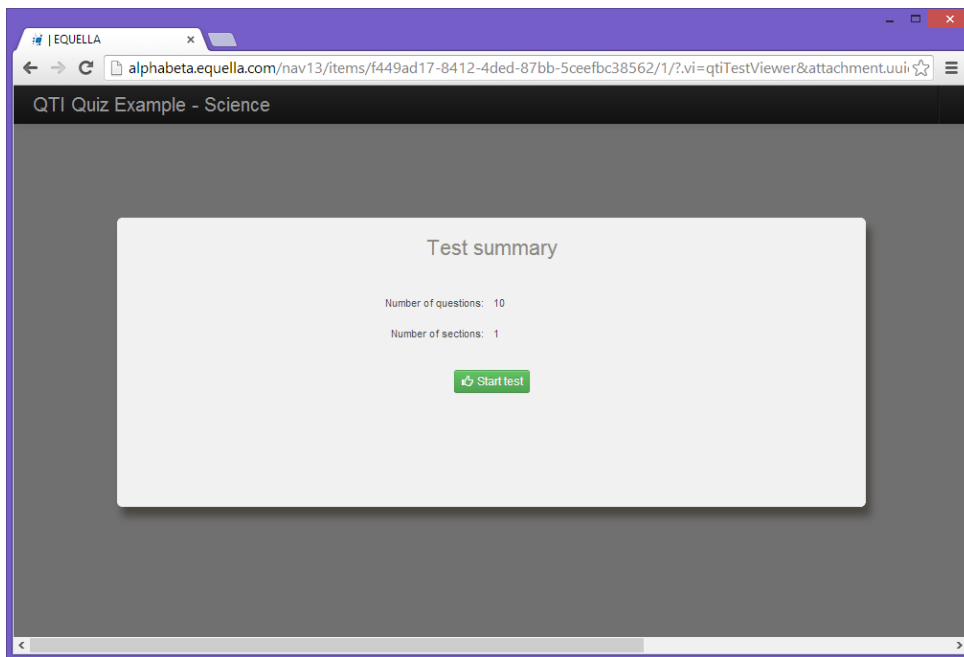 | EQUELLA
alphabeta.equella.com/nav13/items/f449ad17-8412-4ded-87bb-5ceefbc38562/1/?.vi=qtiTestViewer&attachment.uui
QTI Quiz Example - Science
Test summary
Number of questions: 10
Number of sections: 1
Start test